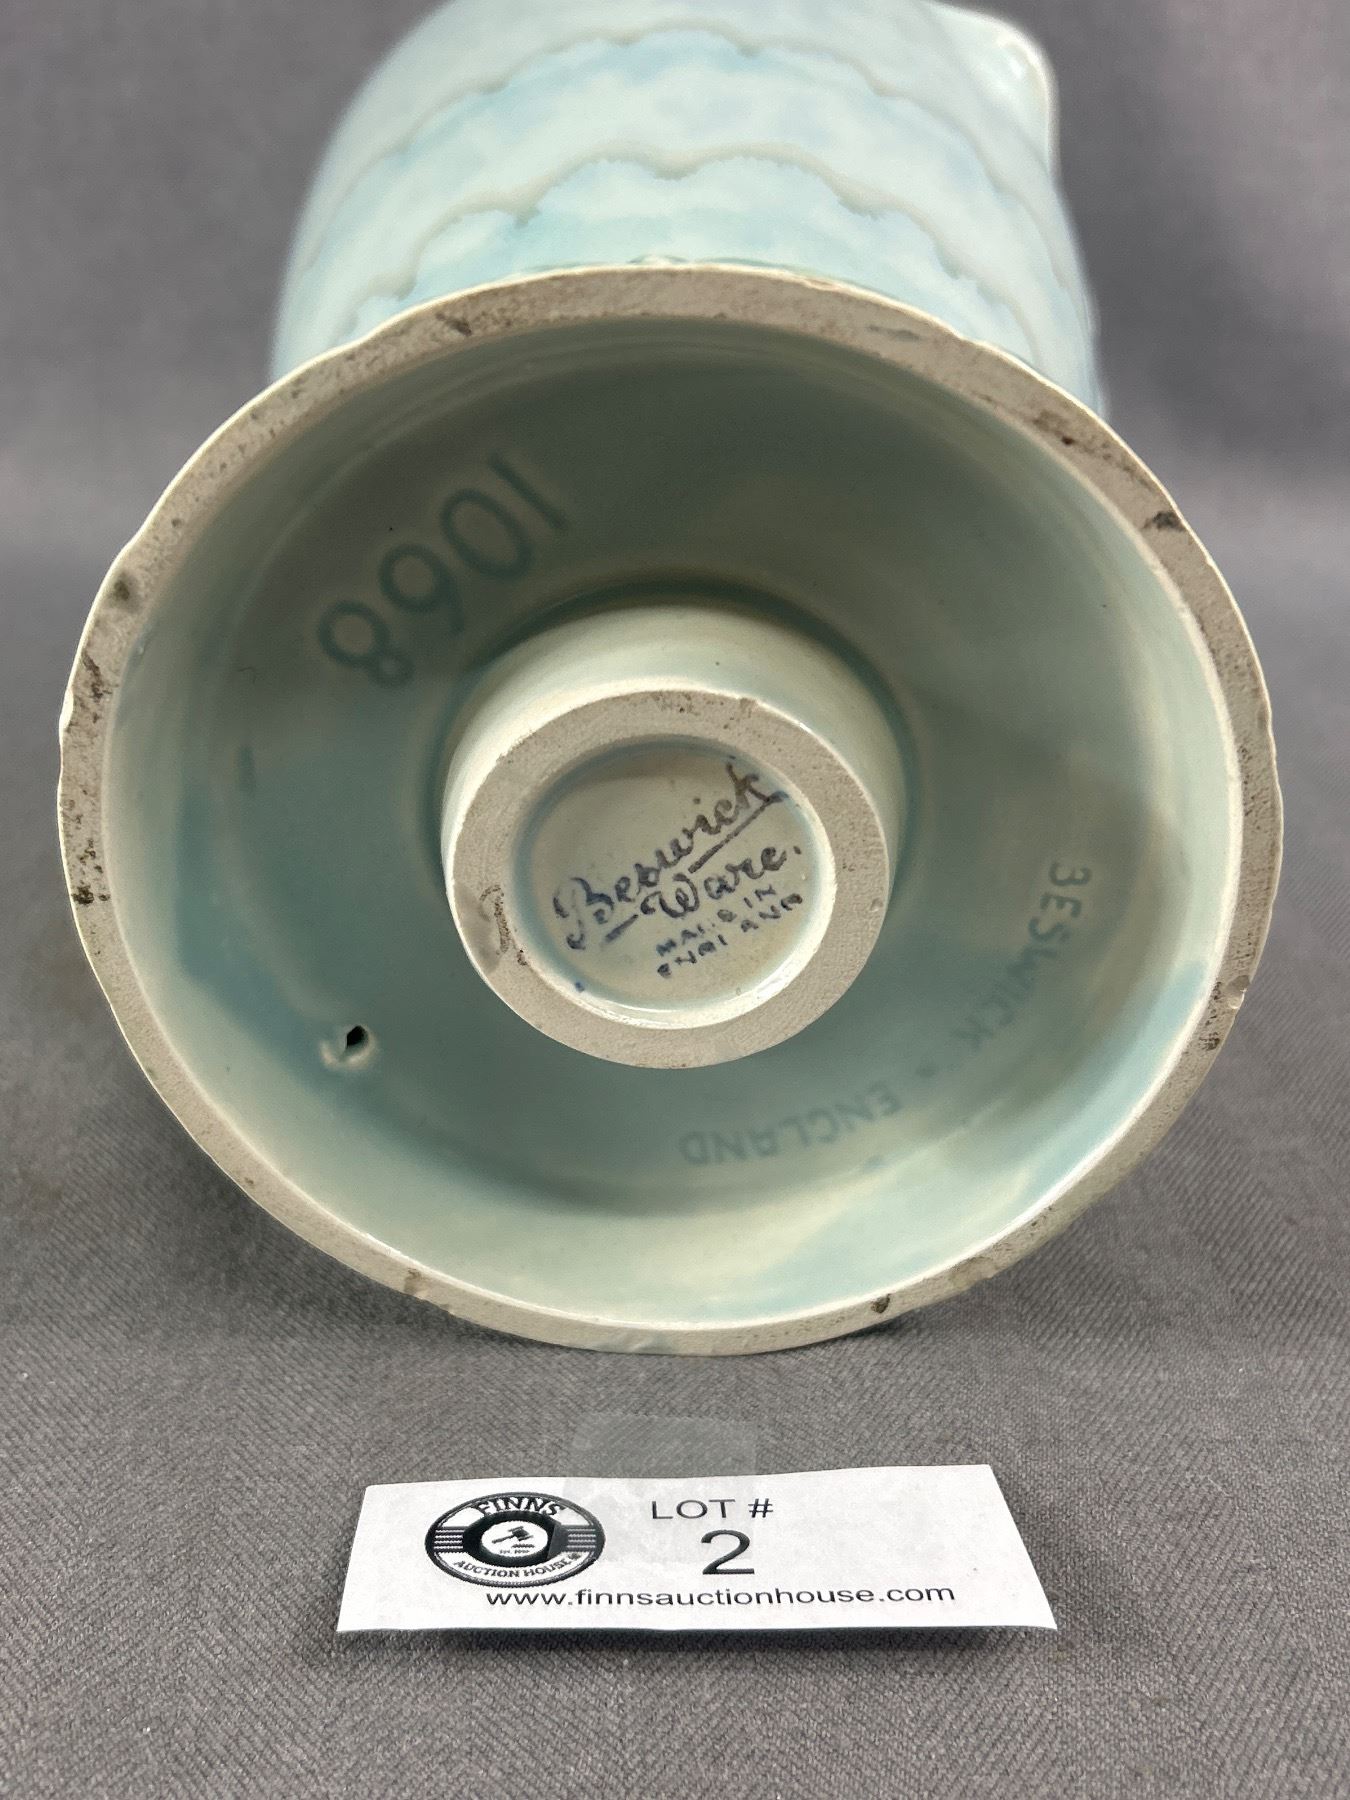 1068
Beswick
Ware.
MADE IN
ENGLAND
BESWICK * ENGLAND
FINNS
AUCTION HOUSE
LOT #
2
www.finnsauctionhouse.com